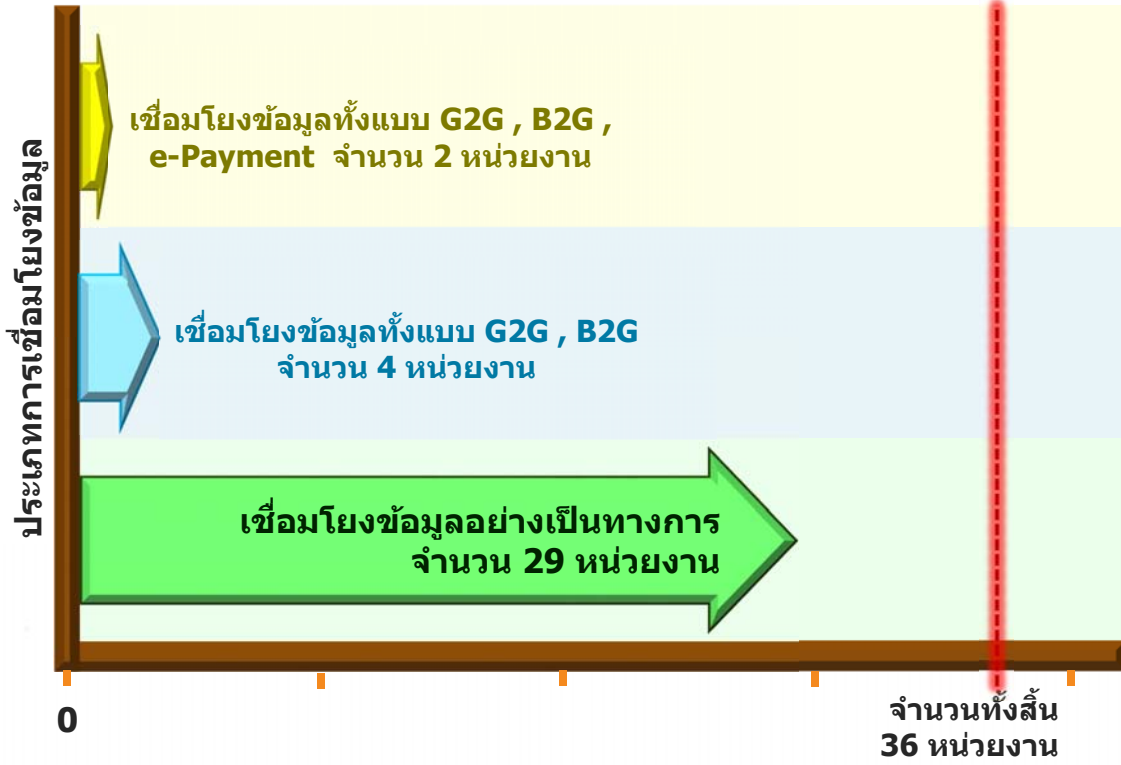 ประเภทการเชื่อมโยงข้อมูล
เชื่อมโยงข้อมูลทั้งแบบ G2G , B2G ,
e-Payment จำนวน 2 หน่วยงาน
เชื่อมโยงข้อมูลทั้งแบบ G2G , B2G
จำนวน 4 หน่วยงาน
เชื่อมโยงข้อมูลอย่างเป็นทางการ
จำนวน 29 หน่วยงาน
0
จำนวนทั้งสิ้น
36 หน่วยงาน